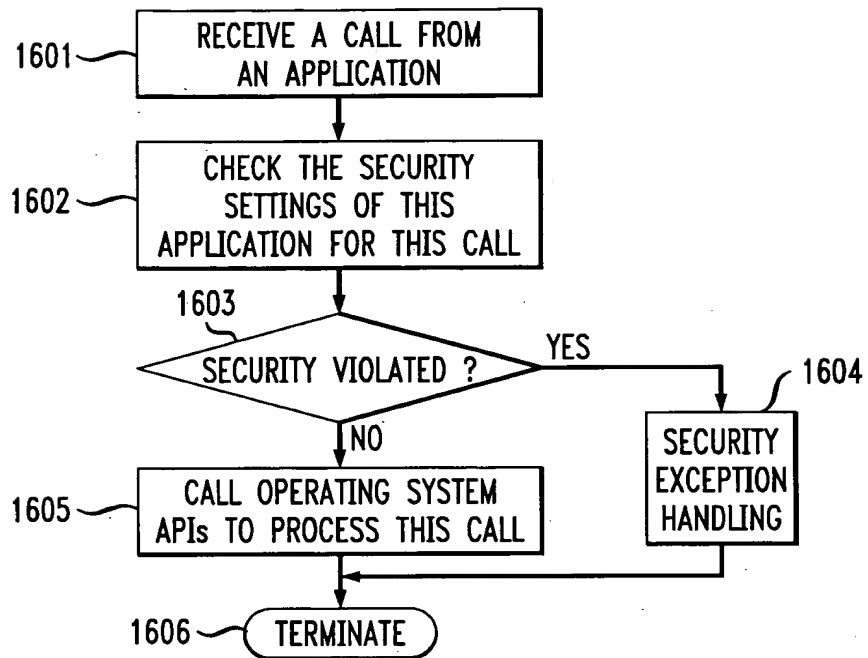 1601
RECEIVE A CALL FROM
AN APPLICATION
1602
CHECK THE SECURITY
SETTINGS OF THIS
APPLICATION FOR THIS CALL
1603
SECURITY VIOLATED ?
YES
NO
1604
SECURITY
EXCEPTION
HANDLING
1605
CALL OPERATING SYSTEM
APIs TO PROCESS THIS CALL
1606
TERMINATE